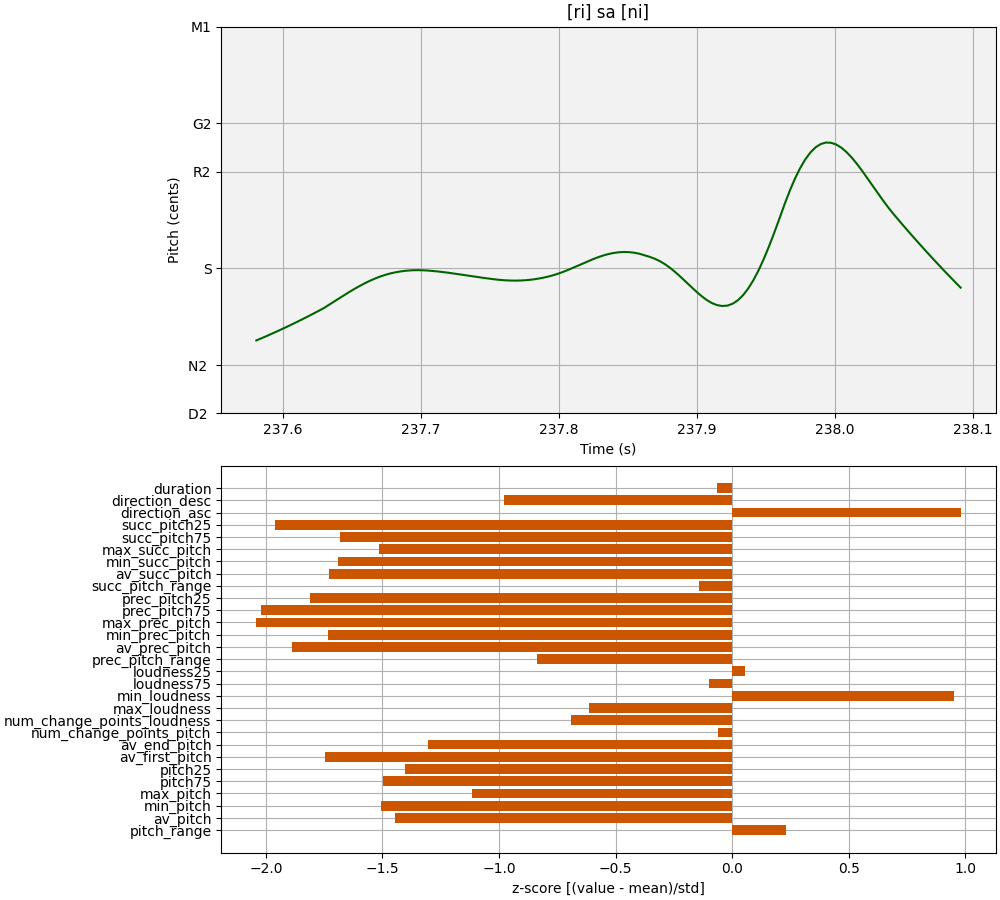 [ri] sa [ni]
M1
G2
R2
S
N2
D2
Pitch (cents)
237.6 237.7 237.8 237.9 238.0 238.1
Time (s)
duration
direction_desc
direction_asc
succ_pitch25
succ_pitch75
max_succ_pitch
min_succ_pitch
av_succ_pitch
succ_pitch_range
prec_pitch25
prec_pitch75
max_prec_pitch
min_prec_pitch
av_prec_pitch
prec_pitch_range
loudness25
loudness75
min_loudness
max_loudness
num_change_points_loudness
num_change_points_pitch
av_end_pitch
av_first_pitch
pitch25
pitch75
max_pitch
min_pitch
av_pitch
pitch_range
−2.0 −1.5 −1.0 −0.5 0.0 0.5 1.0
z-score [(value - mean)/std]